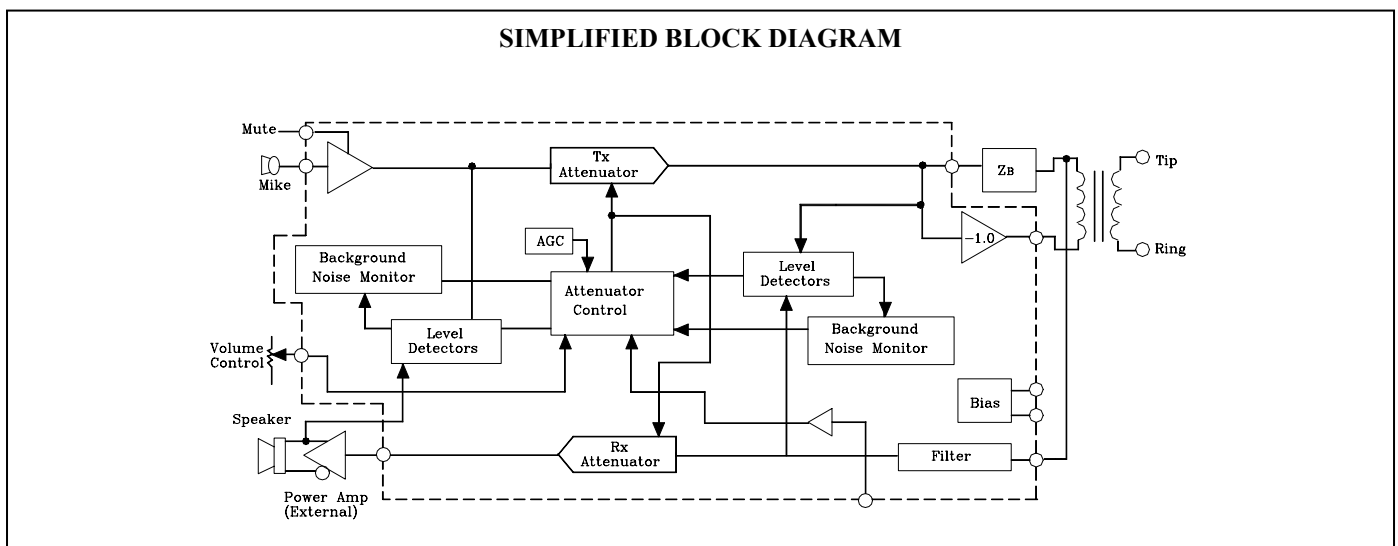 SIMPLIFIED BLOCK DIAGRAM
Mute
Mike
Tx
Attenuator
ZB
Tip
Ring
-1.0
AGC
Background
Noise Monitor
Attenuator
Control
Level
Detectors
Level
Detectors
Background
Noise Monitor
Volume
Control
Bias
Speaker
Rx
Attenuator
Filter
Power Amp
(External)